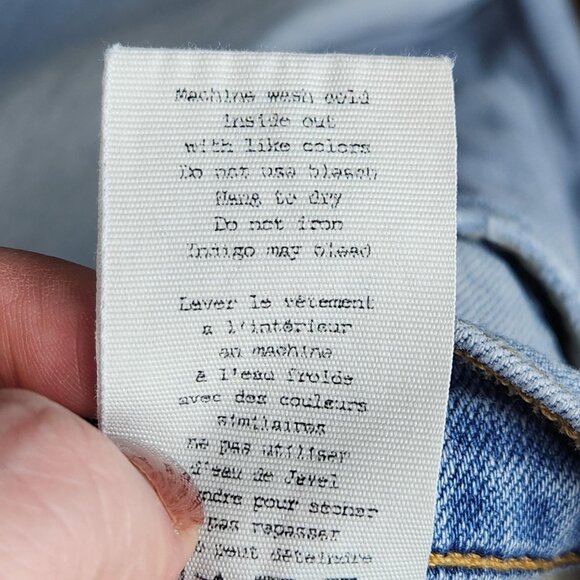 Machine wash cold
Inside out
with like colors
Do not use bleach
Hang to dry
Do not iron
Indigo may bleed
Laver le vêtement
a l'intérieur
au machine
a l'eau froide
avec des couleurs
similaires
ne pas utiliser
d'eau de Javel
pour sécher
pas repasser
peut déteindre